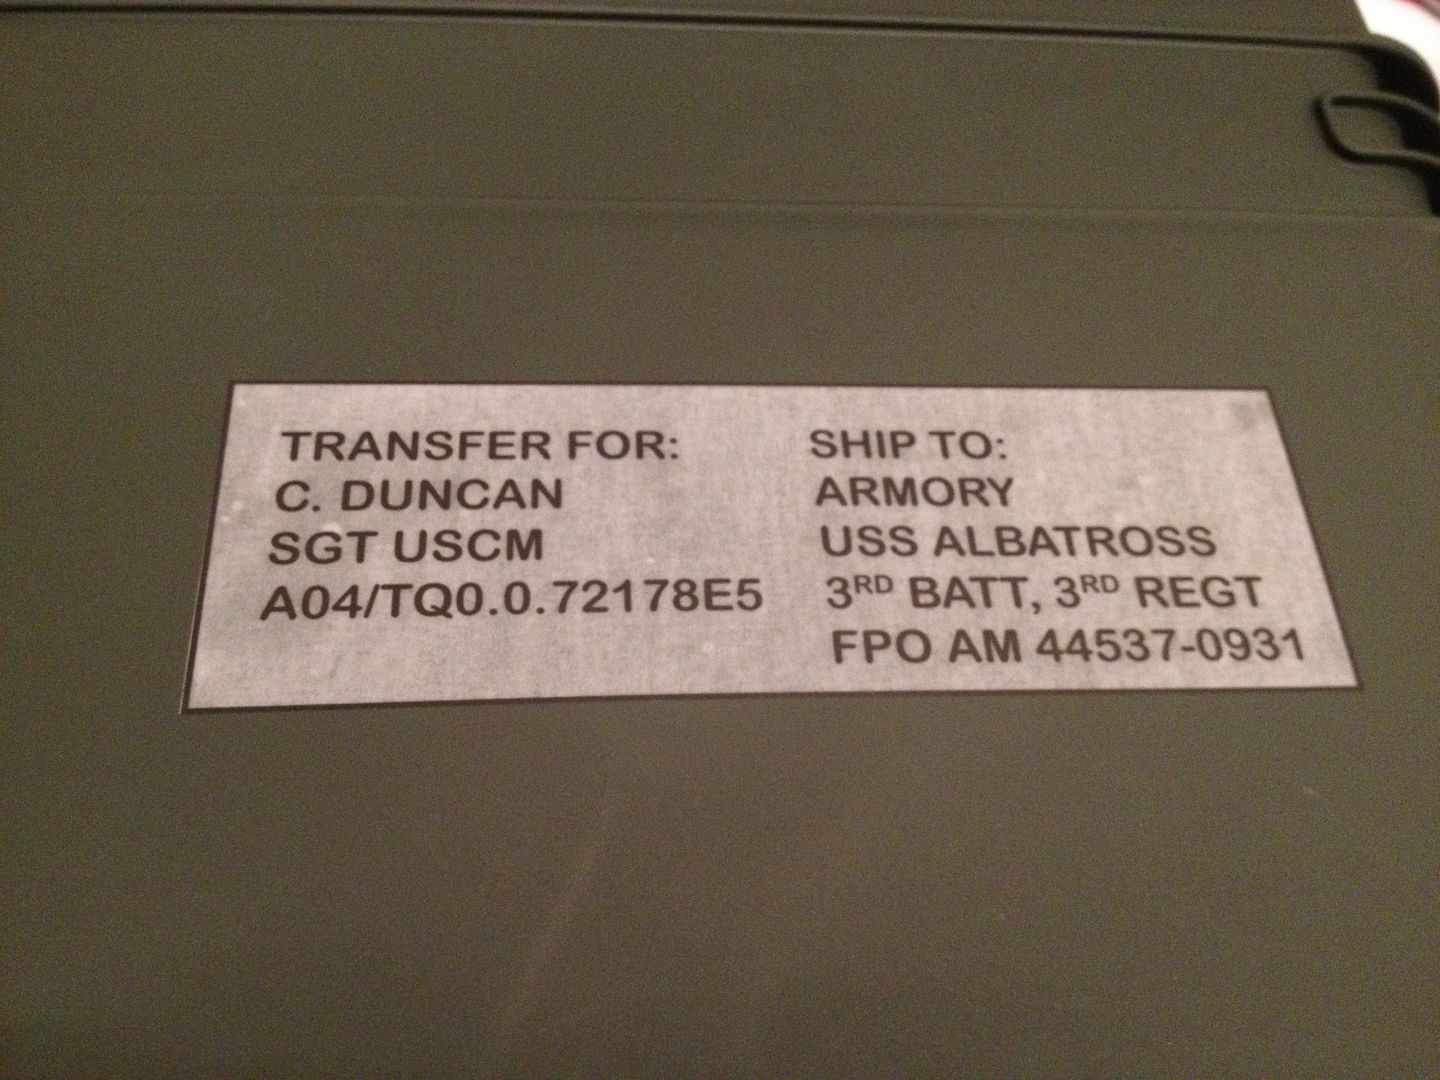 TRANSFER FOR:
C. DUNCAN
SGT USCM
A04/TQ0.0.72178E5
SHIP TO:
ARMORY
USS ALBATROSS
3RD BATT, 3RD REGT
FPO AM 44537-0931